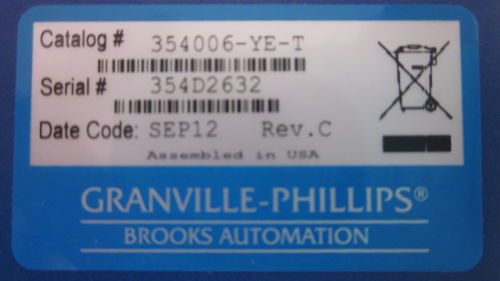 Catalog # 354006-YE-T
Serial # 354D2632
Date Code: SEP12 Rev.C
Assembled in USA
GRANVILLE-PHILLIPS®
BROOKS AUTOMATION